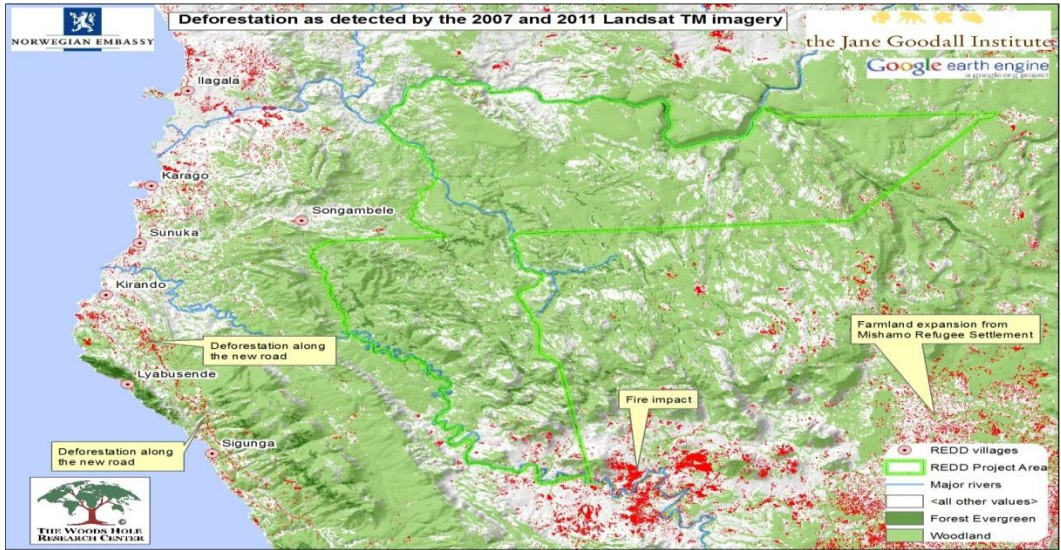 Deforestation as detected by the 2007 and 2011 Landsat TM imagery
NORWEGIAN EMBASSY
the Jane Goodall Institute
Google earth engine
a google.org project
Ilagala
Karago
Songambele
Sunuka
Kirando
Deforestation along
the new road
Farmland expansion from
Mishamo Refugee Settlement
Lyabusende
Fire impact
Deforestation along
the new road
Sigunga
REDD villages
REDD Project Area
Major rivers
<all other values>
Forest Evergreen
Woodland
©
THE WOODS HOLE
RESEARCH CENTER